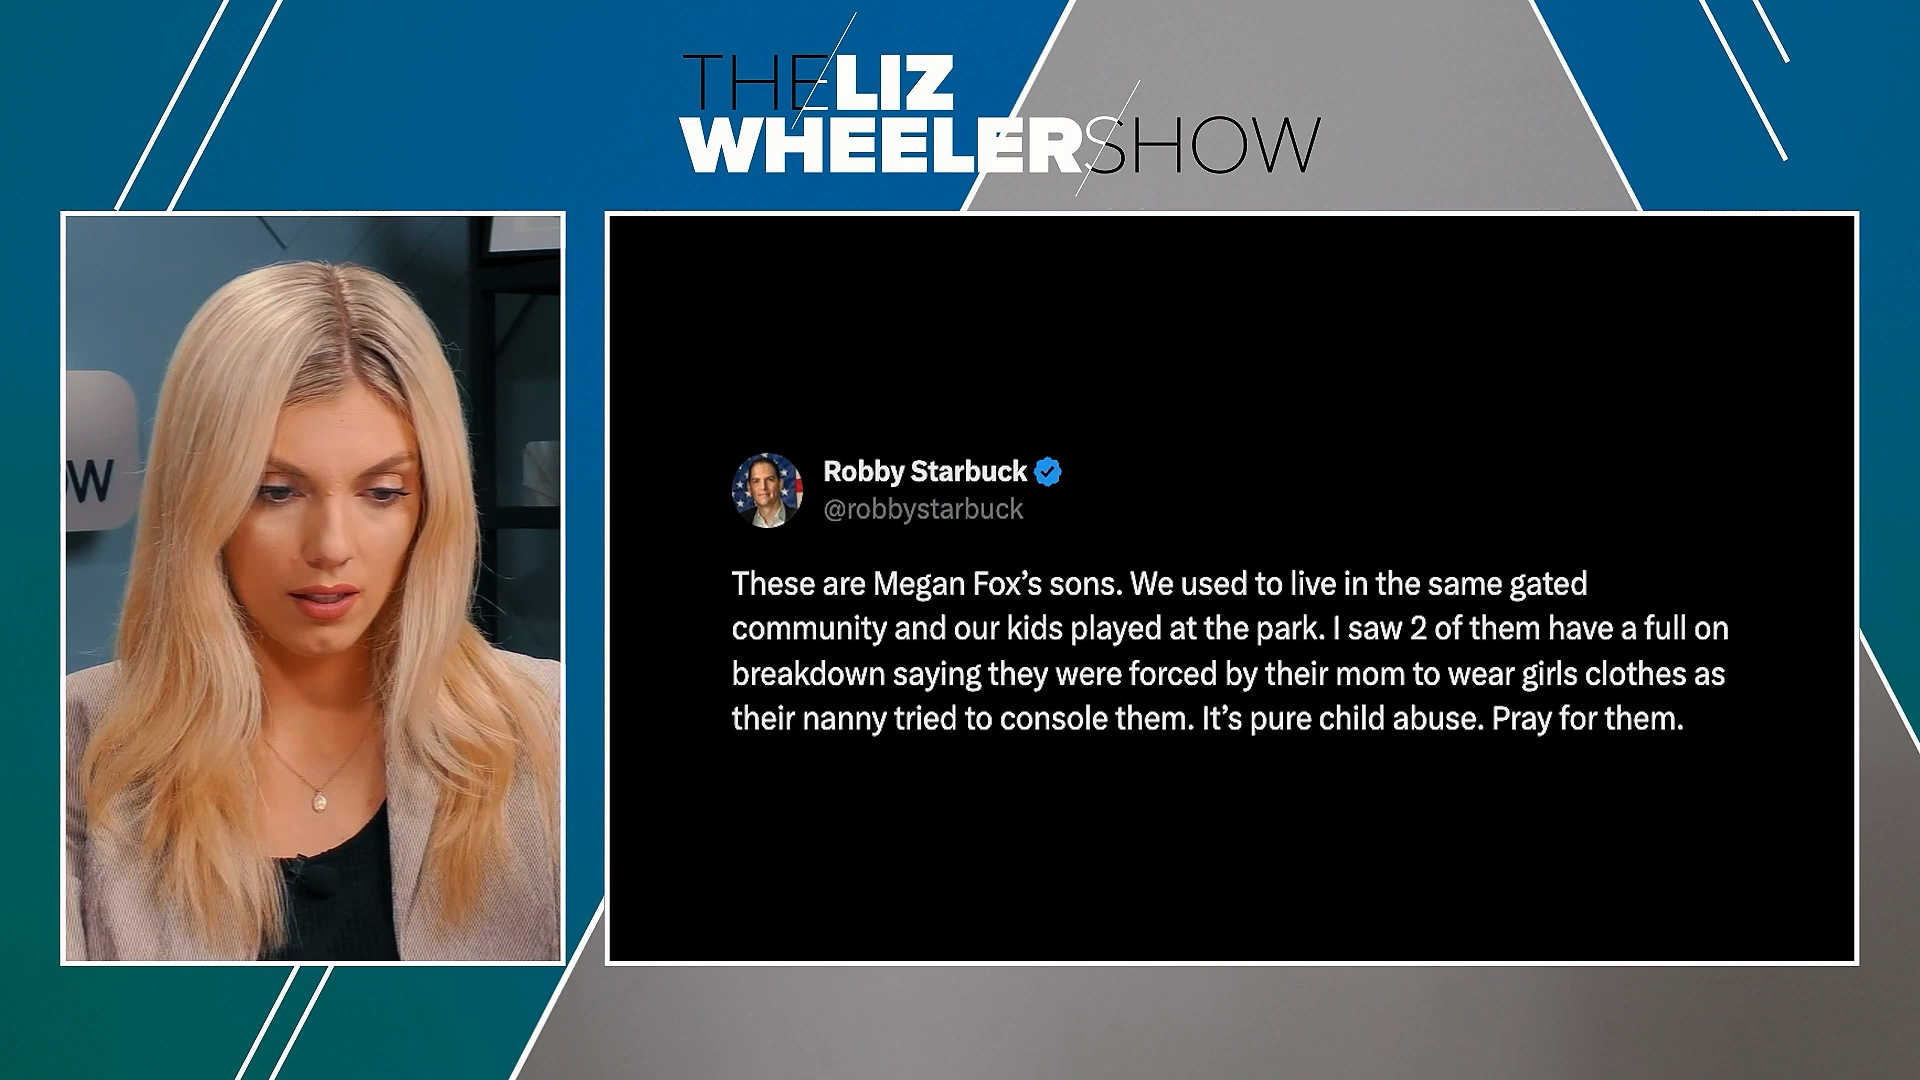 THE LIZ
WHEELER SHOW
OW
Robby Starbuck
@robbystarbuck
These are Megan Fox’s sons. We used to live in the same gated
community and our kids played at the park. I saw 2 of them have a full on
breakdown saying they were forced by their mom to wear girls clothes as
their nanny tried to console them. It’s pure child abuse. Pray for them.